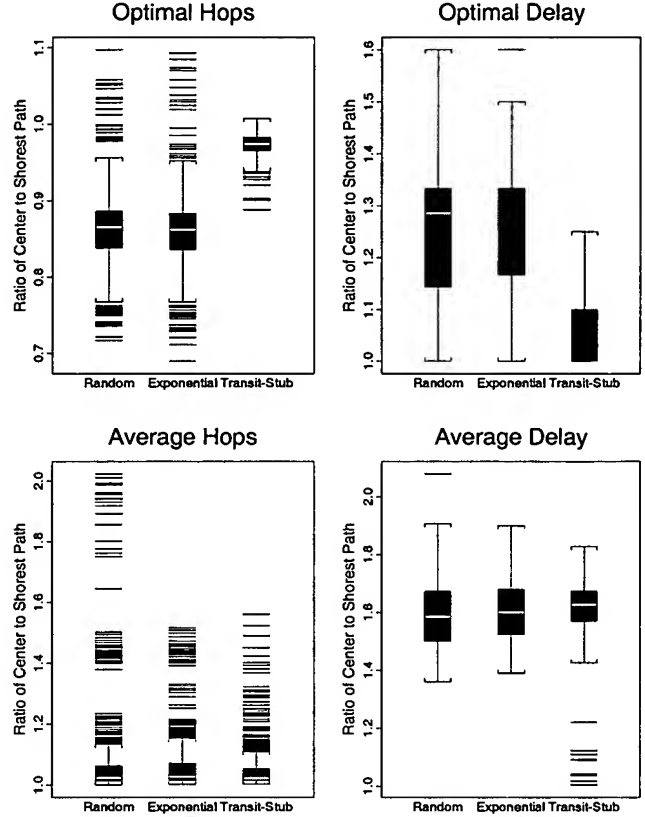 Optimal Hops
Ratio of Center to Shorest Path
1.1
1.0
0.9
0.8
0.7
Random Exponential Transit-Stub
Optimal Delay
Ratio of Center to Shorest Path
1.6
1.5
1.4
1.3
1.2
1.1
1.0
Random Exponential Transit-Stub
Average Hops
Ratio of Center to Shorest Path
2.0
1.8
1.6
1.4
1.2
1.0
Random Exponential Transit-Stub
Average Delay
Ratio of Center to Shorest Path
2.0
1.8
1.6
1.4
1.2
1.0
Random Exponential Transit-Stub